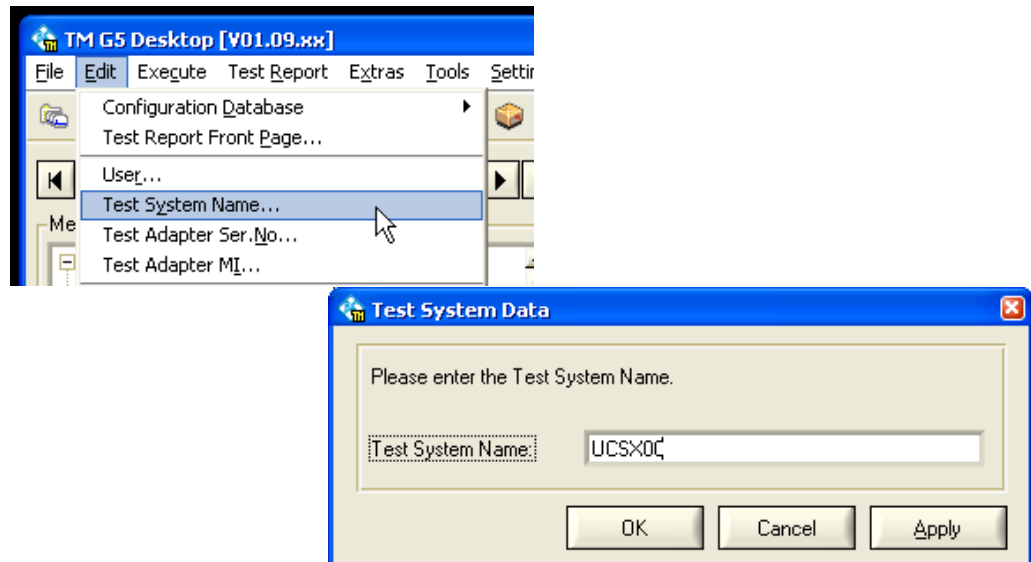 TM G5 Desktop [V01.09.xx]
File Edit Execute Test Report Extras Tools
Configuration Database
Test Report Front Page...
User...
Test System Name...
Test Adapter Ser.No...
Test Adapter MI...
Test System Data
Please enter the Test System Name.
Test System Name:
OK Cancel Apply